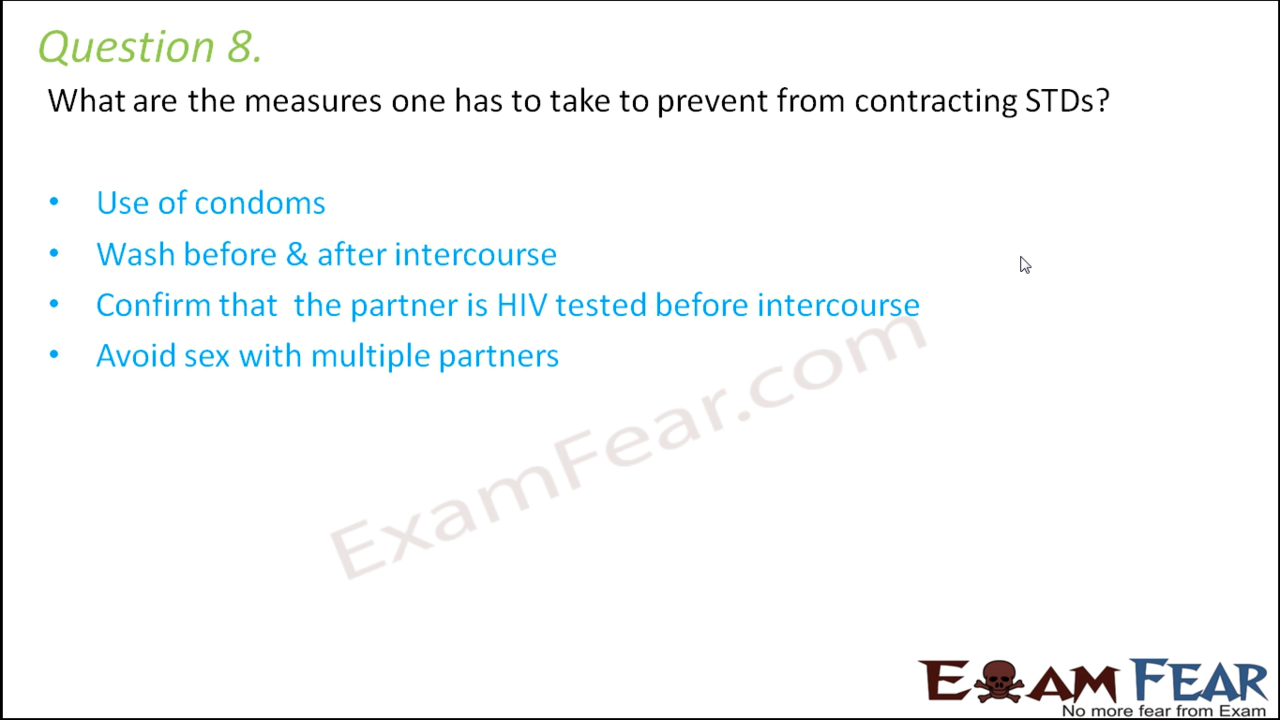 Question 8.
What are the measures one has to take to prevent from contracting STDs?
• Use of condoms
• Wash before & after intercourse
• Confirm that  the partner is HIV tested before intercourse
• Avoid sex with multiple partners
ExamFear.com
EXAM FEAR
No more fear from Exam